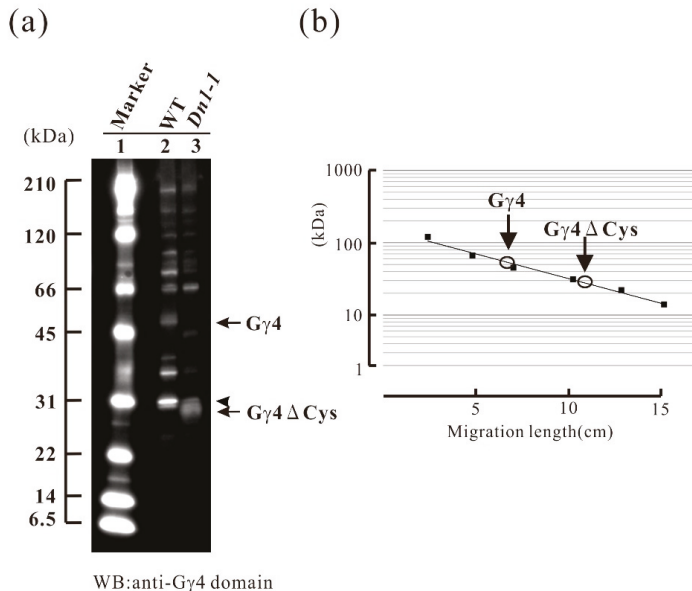 (a)
(b)
Marker
WT
Dn1-1
(kDa)
1 2 3
210
120
66
45
31
22
14
6.5
Gγ4
Gγ4 Δ Cys
WB:anti-Gγ4 domain
(kDa)
1000
100
10
1
Gγ4
Gγ4 Δ Cys
5 10 15
Migration length(cm)